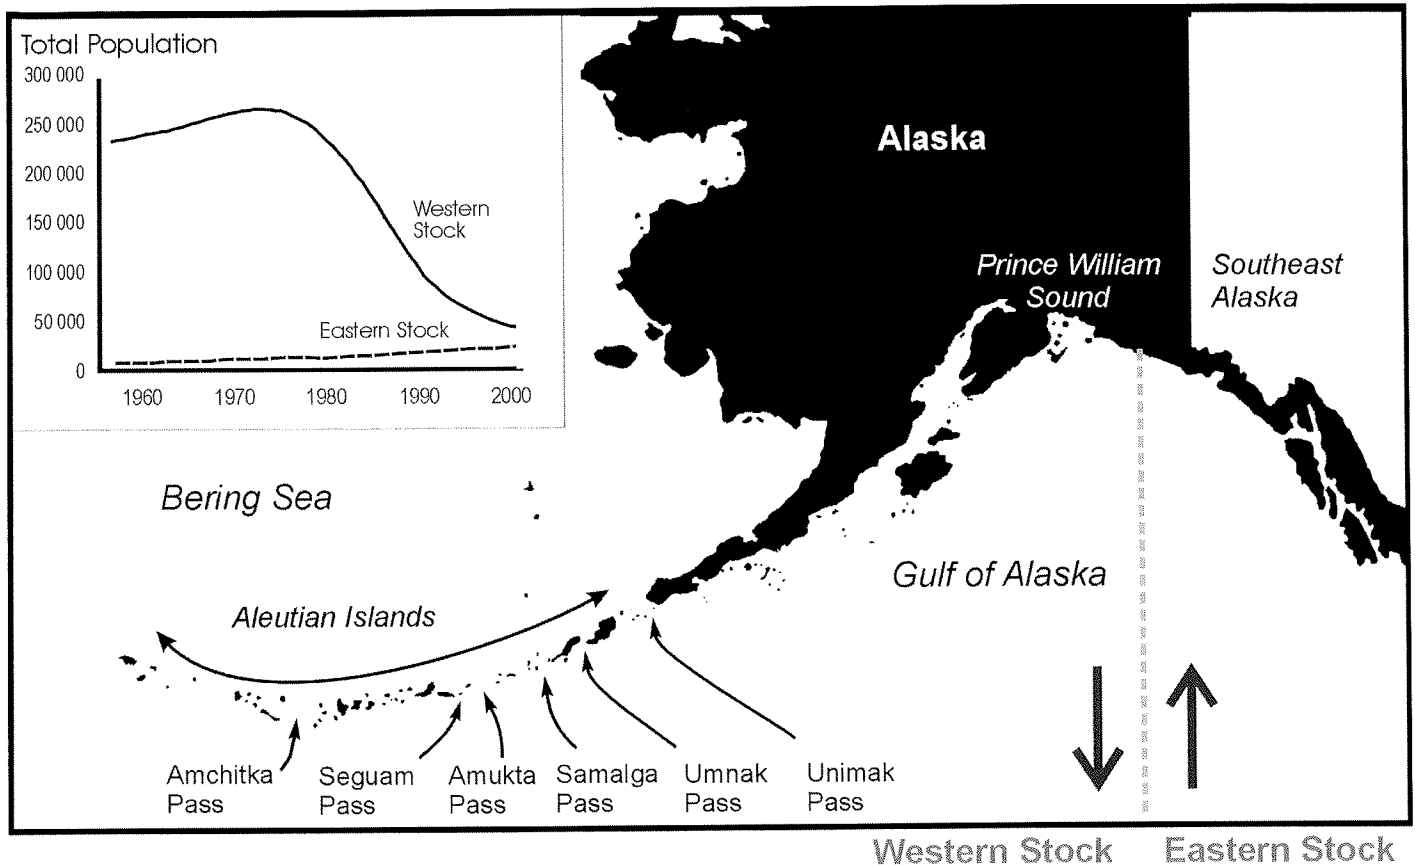 Total Population
300 000
250 000
200 000
150 000
100 000
50 000
0
1960 1970 1980 1990 2000
Western
Stock
Eastern Stock
Alaska
Prince William
Sound
Southeast
Alaska
Bering Sea
Gulf of Alaska
Aleutian Islands
Amchitka
Pass
Seguam
Pass
Amukta
Pass
Samalga
Pass
Umnak
Pass
Unimak
Pass
Western Stock
Eastern Stock